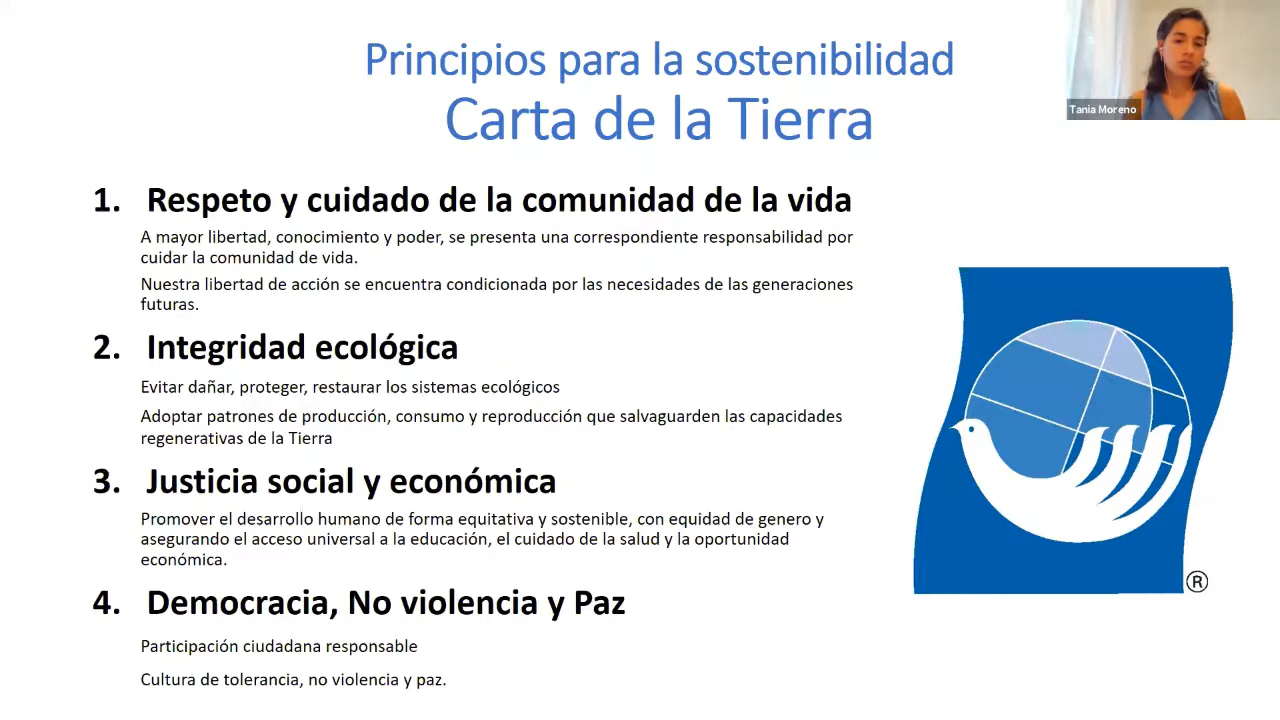 Principios para la sostenibilidad
Carta de la Tierra
Tania Moreno
1. Respeto y cuidado de la comunidad de la vida
A mayor libertad, conocimiento y poder, se presenta una correspondiente responsabilidad por
cuidar la comunidad de vida.
Nuestra libertad de acción se encuentra condicionada por las necesidades de las generaciones
futuras.
2. Integridad ecológica
Evitar dañar, proteger, restaurar los sistemas ecológicos
Adoptar patrones de producción, consumo y reproducción que salvaguarden las capacidades
regenerativas de la Tierra
3. Justicia social y económica
Promover el desarrollo humano de forma equitativa y sostenible, con equidad de genero y
asegurando el acceso universal a la educación, el cuidado de la salud y la oportunidad
económica.
®
4. Democracia, No violencia y Paz
Participación ciudadana responsable
Cultura de tolerancia, no violencia y paz.